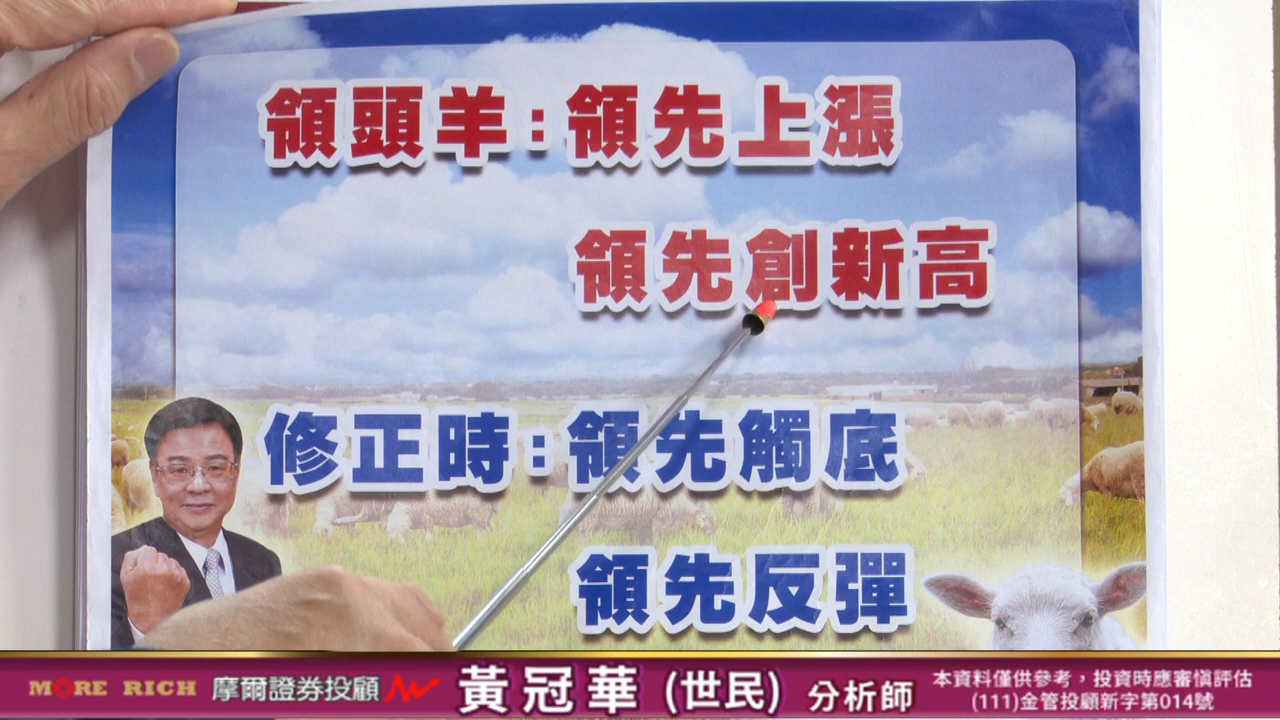 領頭羊:領先上漲
領先創新高
修正時:領先觸底
領先反彈
MORE RICH 摩爾證券投顧 黃冠華 (世民) 分析師
本資料僅供參考,投資時應審慎評估
(111)金管投顧新字第014號